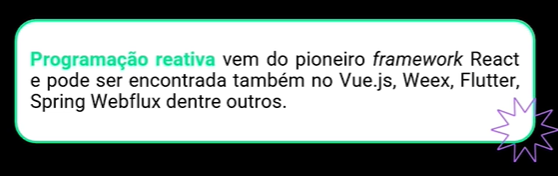 Programação reativa vem do pioneiro framework React
e pode ser encontrada também no Vue.js, Weex, Flutter,
Spring Webflux dentre outros.